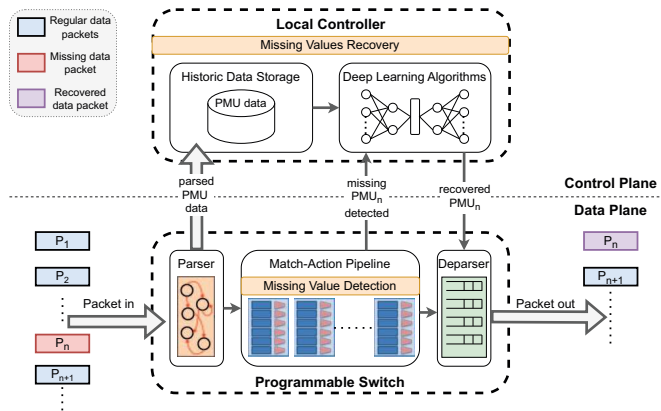 Regular data
packets
Missing data
packet
Recovered
data packet
Local Controller
Missing Values Recovery
Historic Data Storage
PMU data
Deep Learning Algorithms
parsed
PMU
data
missing
PMUn
detected
recovered
PMUn
Control Plane
Data Plane
P1
P2
Packet in
Pn
Pn+1
Parser
Match-Action Pipeline
Missing Value Detection
Deparser
Programmable Switch
Packet out
Pn
Pn+1